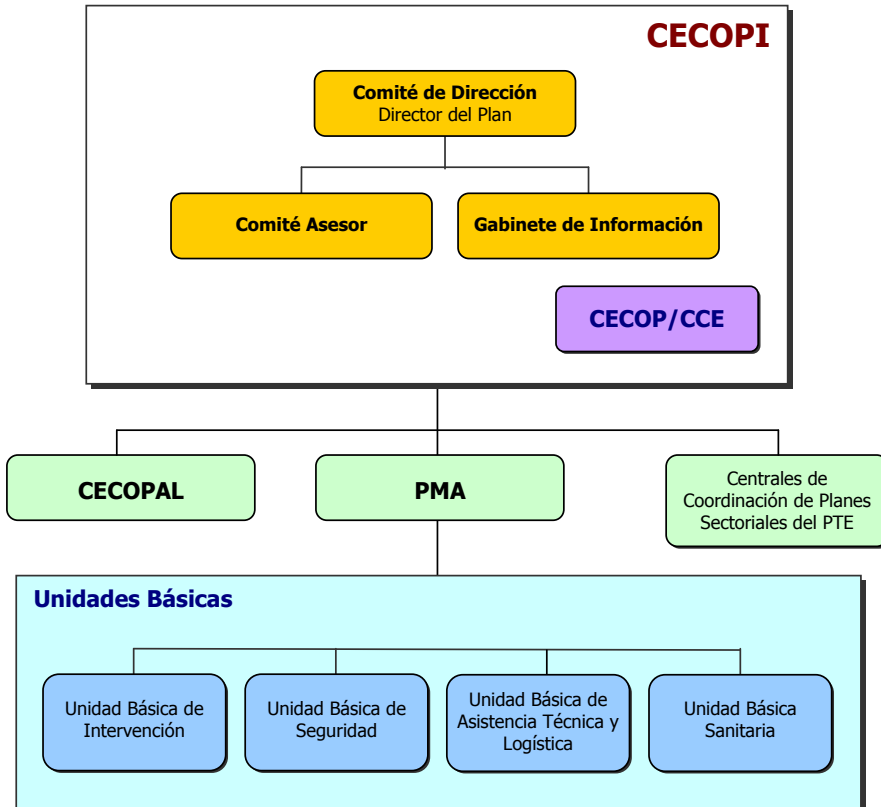 CECOPI
Comité de Dirección
Director del Plan
Comité Asesor
Gabinete de Información
CECOP/CCE
CECOPAL
PMA
Centrales de
Coordinación de Planes
Sectoriales del PTE
Unidades Básicas
Unidad Básica de
Intervención
Unidad Básica de
Seguridad
Unidad Básica de
Asistencia Técnica y
Logística
Unidad Básica
Sanitaria